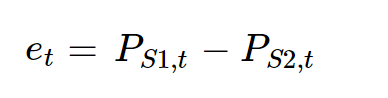 e_t = P_{S1,t} − P_{S2,t}